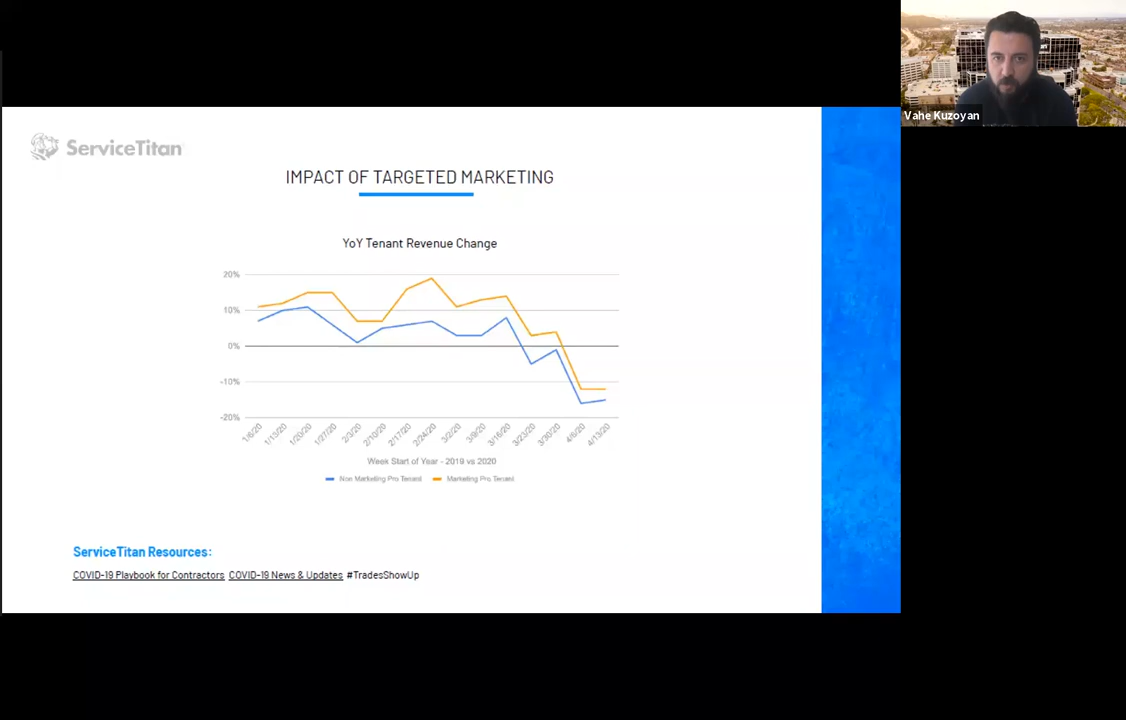 Vahe Kuzoyan
ServiceTitan
IMPACT OF TARGETED MARKETING
YoY Tenant Revenue Change
20%
10%
0%
-10%
-20%
1/6/20 1/13/20 1/20/20 1/27/20 2/3/20 2/10/20 2/17/20 2/24/20 3/2/20 3/9/20 3/16/20 3/23/20 3/30/20 4/6/20 4/13/20
Week Start of Year - 2019 vs 2020
Non Marketing Pro Tenant Marketing Pro Tenant
ServiceTitan Resources:
COVID-19 Playbook for Contractors COVID-19 News & Updates #TradesShowUp